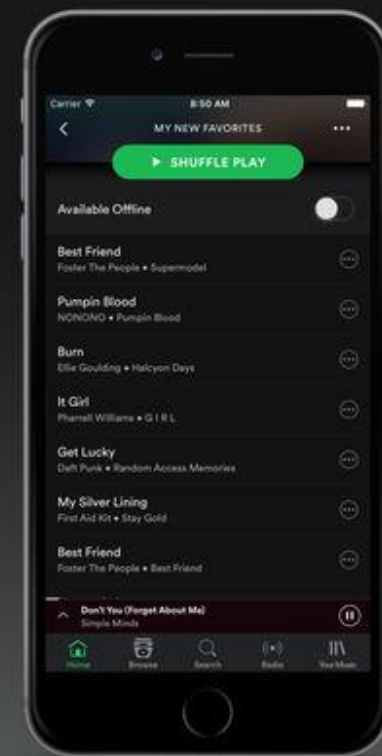 Carrier 8:50 AM
MY NEW FAVORITES
SHUFFLE PLAY
Available Offline
Best Friend
Foster The People • Supermodel
Pumpin Blood
NONONO • Pumpin Blood
Burn
Ellie Goulding • Halcyon Days
It Girl
Pharrell Williams • G I R L
Get Lucky
Daft Punk • Random Access Memories
My Silver Lining
First Aid Kit • Stay Gold
Best Friend
Foster The People • Best Friend
Don't You (Forget About Me)
Simple Minds
Home Browse Search Radio Your Music